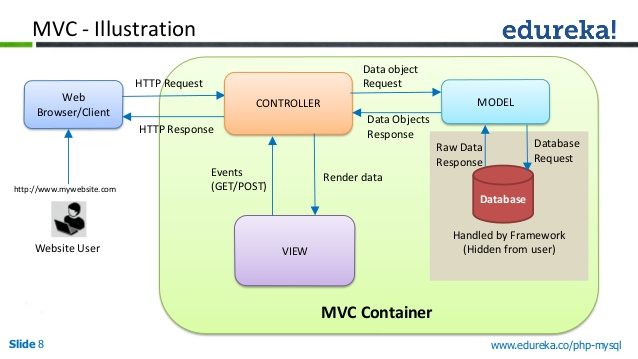 MVC - Illustration
edureka!
HTTP Request
Data object
Request
Web
Browser/Client
CONTROLLER
MODEL
HTTP Response
Data Objects
Response
Raw Data
Response
Database
Request
Events
(GET/POST)
Render data
http://www.mywebsite.com
Database
Website User
Handled by Framework
(Hidden from user)
VIEW
MVC Container
Slide 8
www.edureka.co/php-mysql